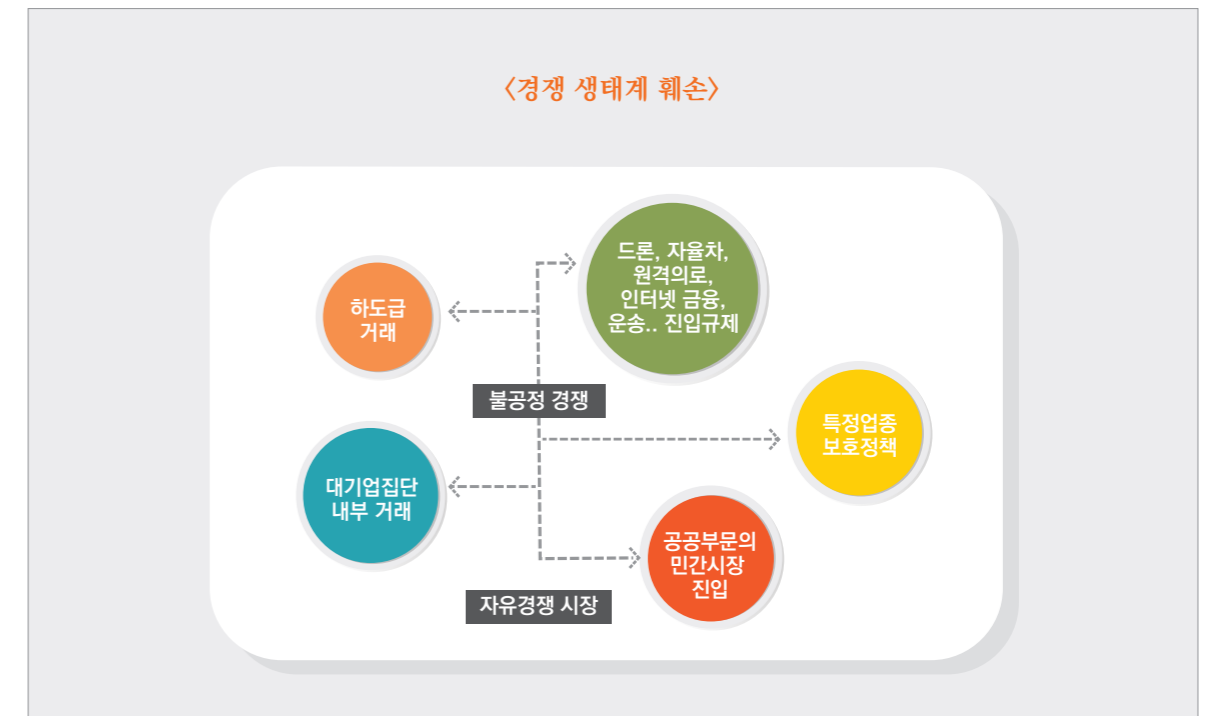 〈경쟁 생태계 훼손〉
드론, 자율차,
원격의로,
인터넷 금융,
운송.. 진입규제
하도급
거래
불공정 경쟁
특정업종
보호정책
대기업집단
내부 거래
공공부문의
민간시장
진입
자유경쟁 시장